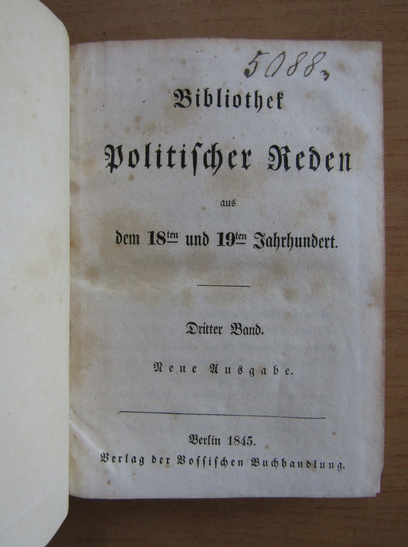 5088,
Bibliothek
Politiſcher Reden
aus
dem 18ten und 19ten Jahrhundert.
Dritter Band.
Neue Ausgabe.
Berlin 1845.
Verlag der Voſſiſchen Buchhandlung.